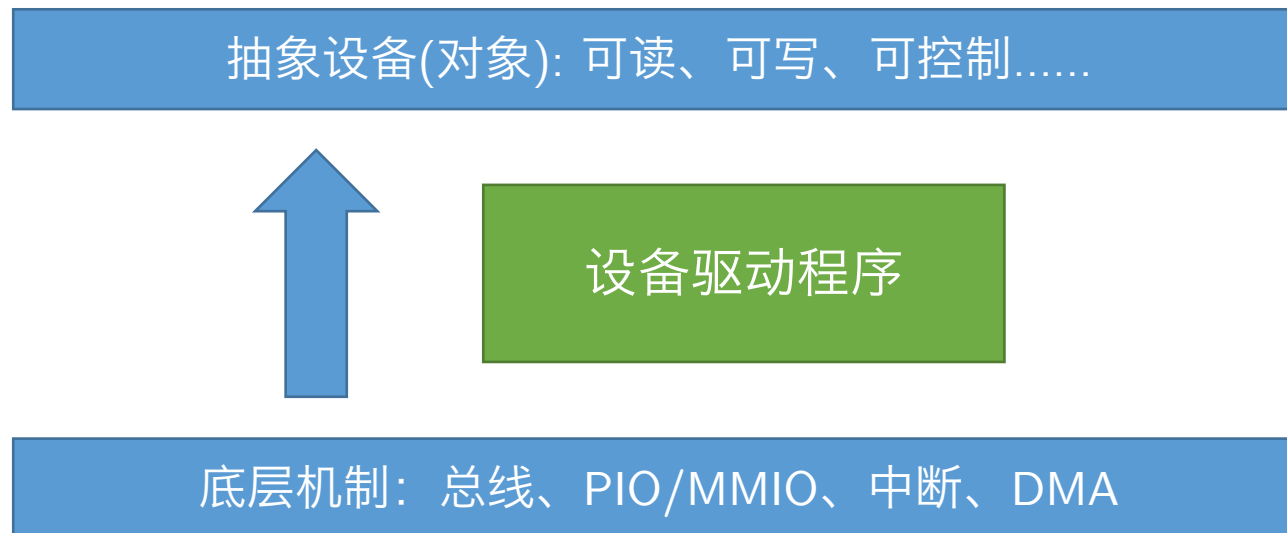 抽象设备(对象): 可读、可写、可控制......
设备驱动程序
底层机制：总线、PIO/MMIO、中断、DMA